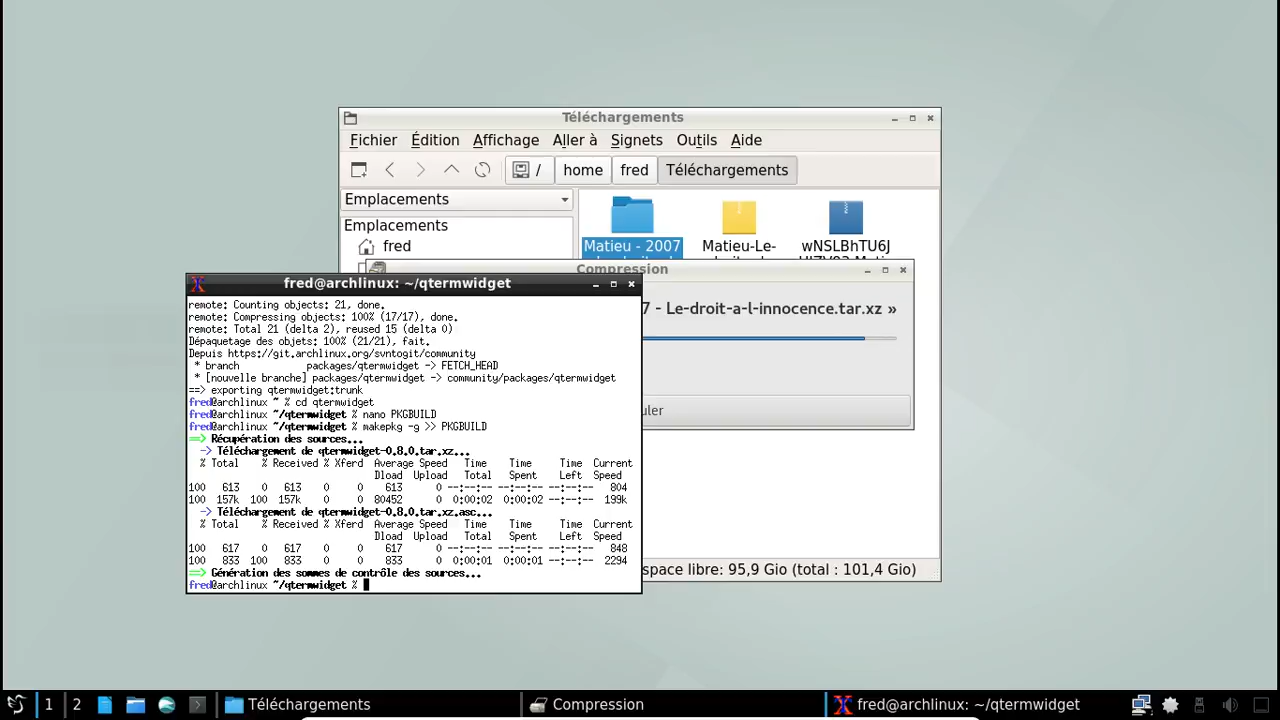 Téléchargements
Fichier Édition Affichage Aller à Signets Outils Aide
/ home fred Téléchargements
Emplacements
Emplacements
fred
Matieu - 2007
Matieu-Le-
wNSLBhTU6J
Compression
7 - Le-droit-a-l-innocence.tar.xz »
uler
space libre: 95,9 Gio (total : 101,4 Gio)
fred@archlinux: ~/qtermwidget
remote: Counting objects: 21, done.
remote: Compressing objects: 100% (17/17), done.
remote: Total 21 (delta 2), reused 15 (delta 0)
Dépaquetage des objets: 100% (21/21), fait.
Depuis https://git.archlinux.org/svntogit/community
* branch packages/qtermwidget -> FETCH_HEAD
* [nouvelle branche] packages/qtermwidget -> community/packages/qtermwidget
==> exporting qtermwidget:trunk
fred@archlinux ~ % cd qtermwidget
fred@archlinux ~/qtermwidget % nano PKGBUILD
fred@archlinux ~/qtermwidget % makepkg -g >> PKGBUILD
==> Récupération des sources...
-> Téléchargement de qtermwidget-0.8.0.tar.xz...
% Total % Received % Xferd Average Speed Time Time Time Current
Dload Upload Total Spent Left Speed
100 613 0 613 0 0 613 0 --:--:-- --:--:-- --:--:-- 804
100 157k 100 157k 0 0 80452 0 0:00:02 0:00:02 --:--:-- 199k
-> Téléchargement de qtermwidget-0.8.0.tar.xz.asc...
% Total % Received % Xferd Average Speed Time Time Time Current
Dload Upload Total Spent Left Speed
100 617 0 617 0 0 617 0 --:--:-- --:--:-- --:--:-- 848
100 833 100 833 0 0 833 0 0:00:01 0:00:01 --:--:-- 2294
==> Génération des sommes de contrôle des sources...
fred@archlinux ~/qtermwidget %
1 2 Téléchargements Compression fred@archlinux: ~/qtermwidget